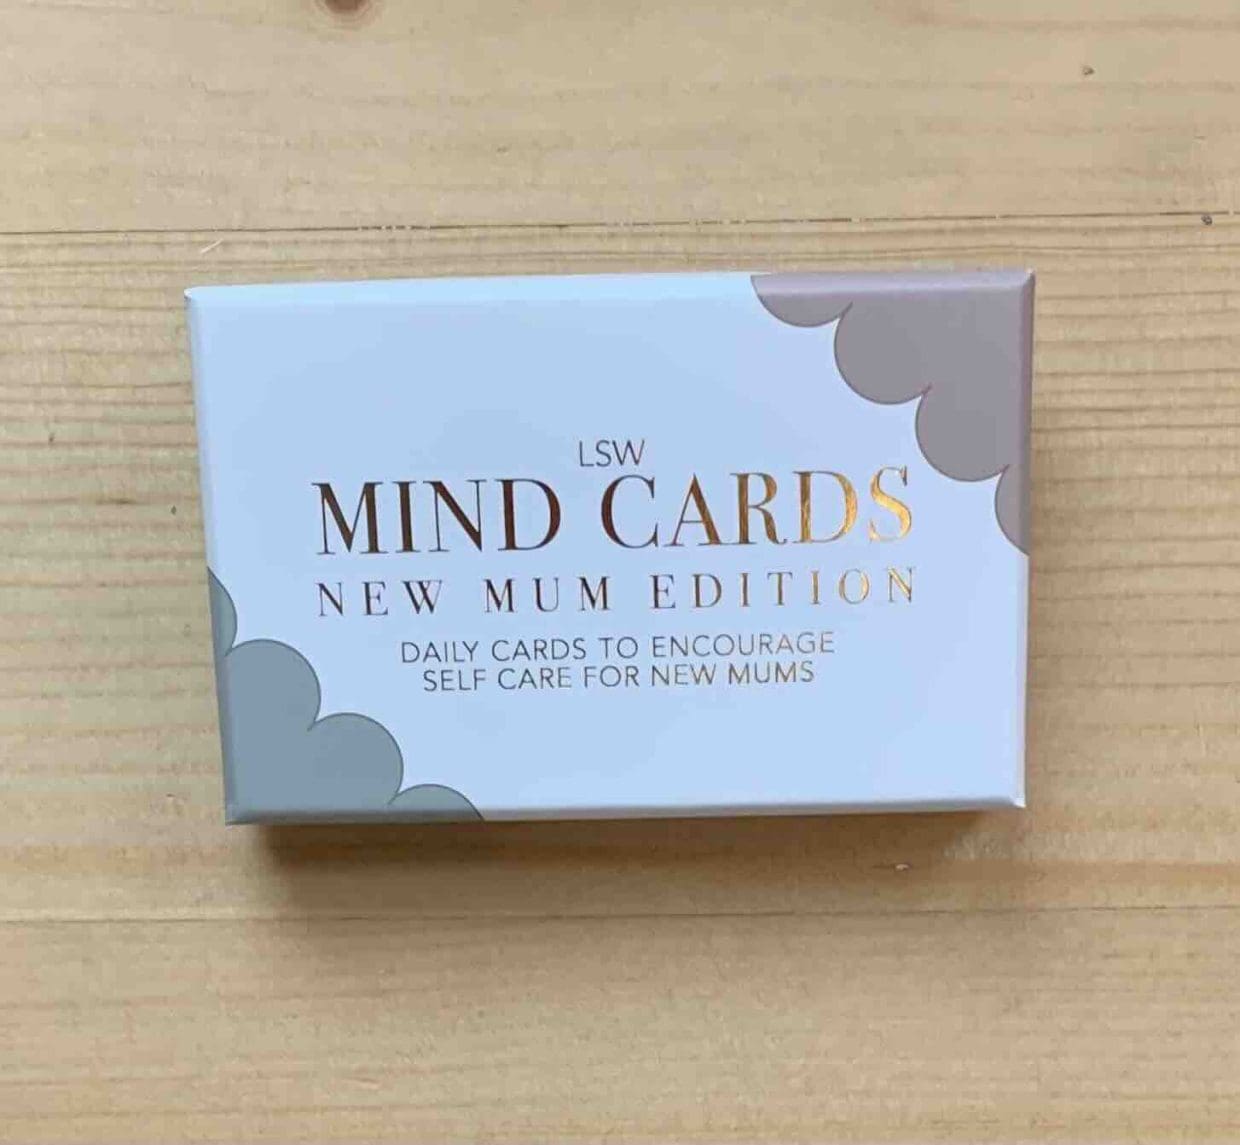 LSW
MIND CARDS
NEW MUM EDITION
DAILY CARDS TO ENCOURAGE
SELF CARE FOR NEW MUMS